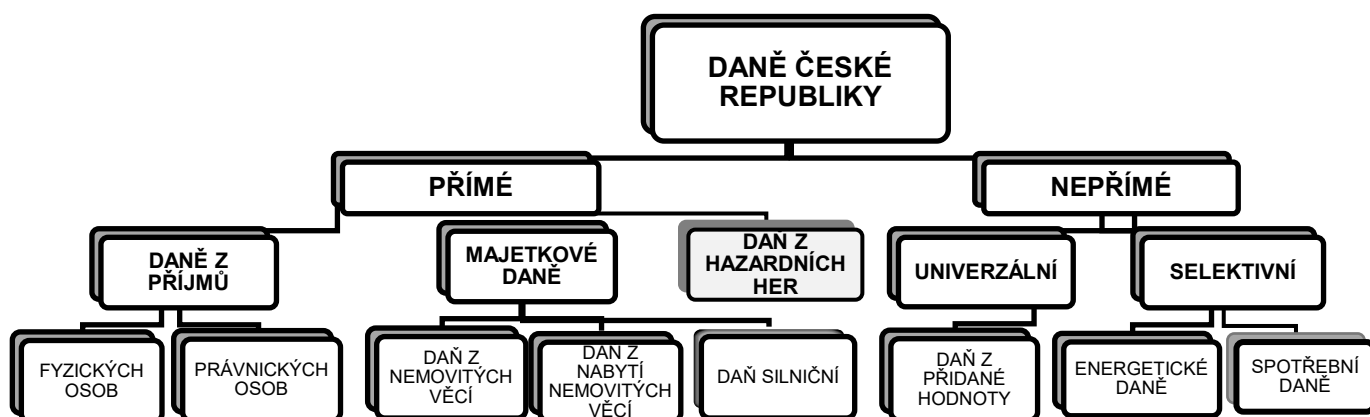 DANĚ ČESKÉ
REPUBLIKY
PŘÍMÉ
NEPŘÍMÉ
DANĚ Z
PŘÍJMŮ
MAJETKOVÉ
DANĚ
DAŇ Z
HAZARDNÍCH
HER
UNIVERZÁLNÍ
SELEKTIVNÍ
FYZICKÝCH
OSOB
PRÁVNICKÝCH
OSOB
DAŇ Z
NEMOVITÝCH
VĚCÍ
DAŇ Z
NABYTÍ
NEMOVITÝCH
VĚCÍ
DAŇ SILNIČNÍ
DAŇ Z
PŘIDANÉ
HODNOTY
ENERGETICKÉ
DANĚ
SPOTŘEBNÍ
DANĚ